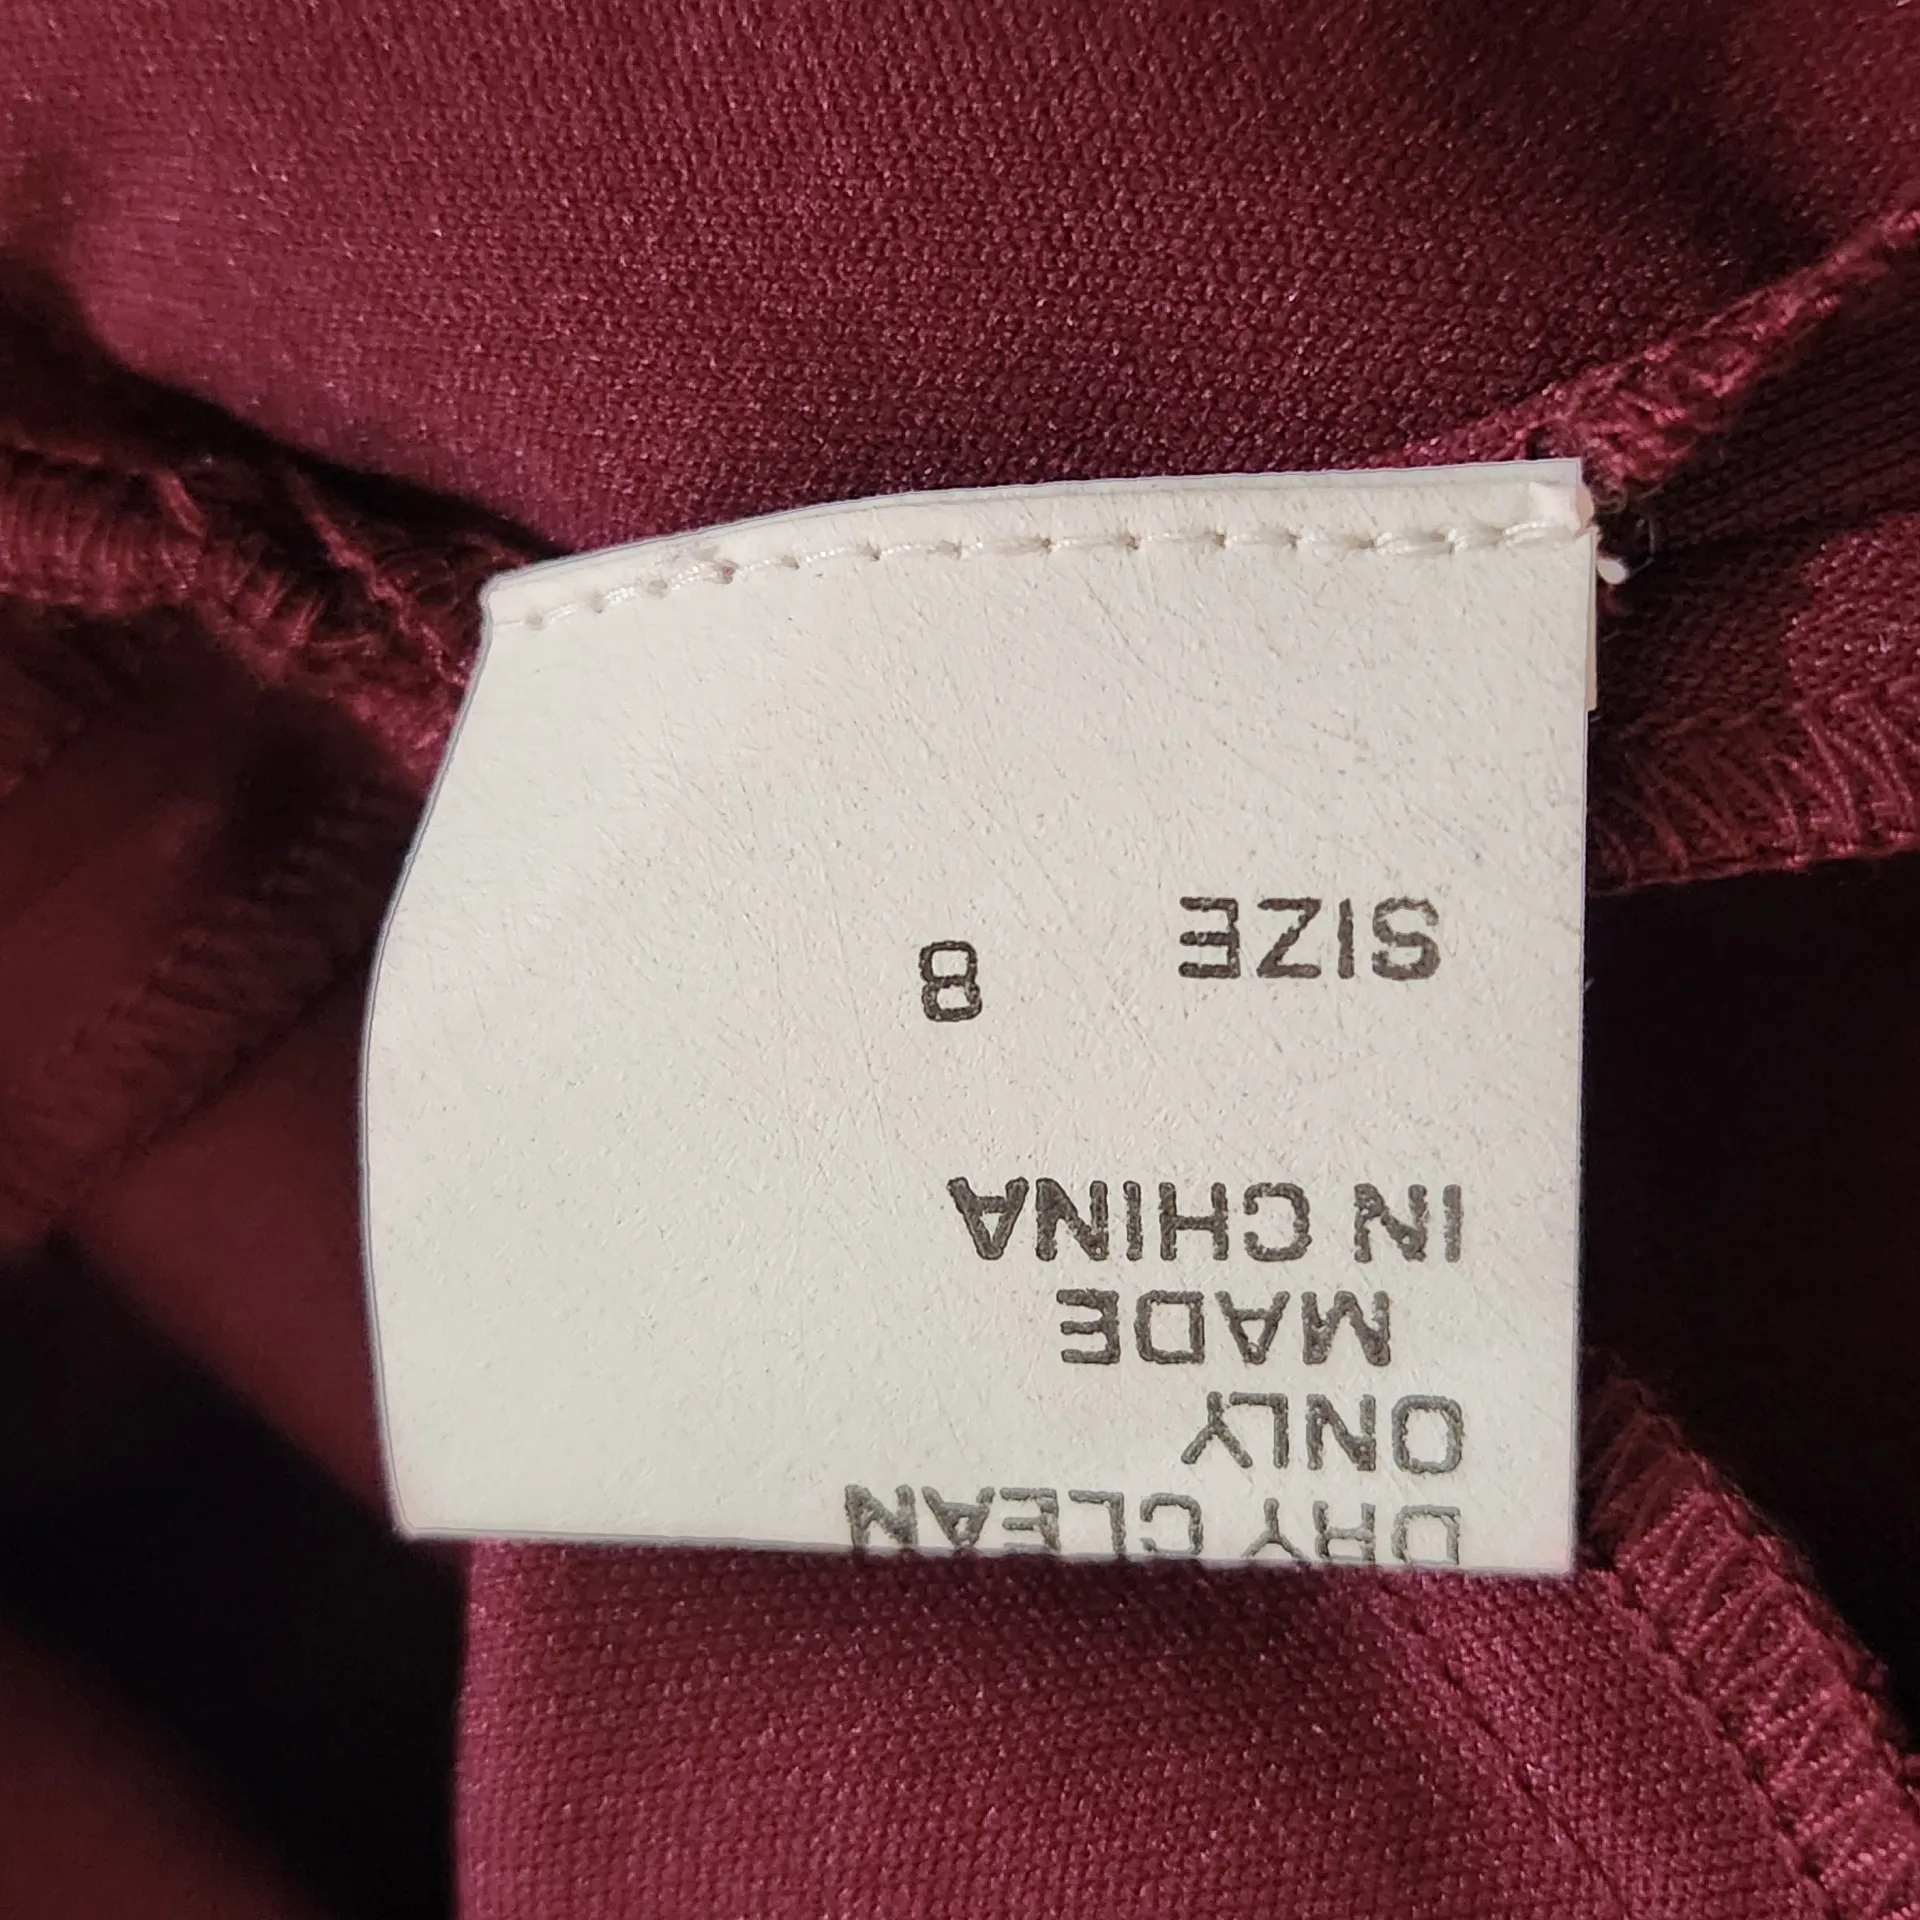 DRY CLEAN
ONLY
MADE
IN CHINA
SIZE 8